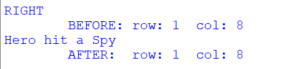 RIGHT
BEFORE: row: 1 col: 8
Hero hit a Spy
AFTER: row: 1 col: 8